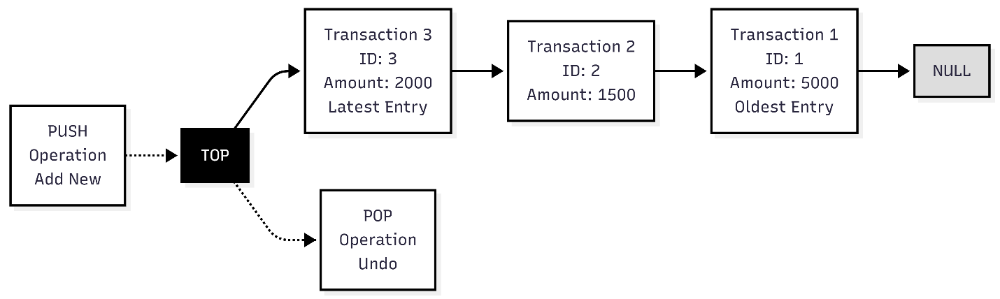 Transaction 3
ID: 3
Amount: 2000
Latest Entry
Transaction 2
ID: 2
Amount: 1500
Transaction 1
ID: 1
Amount: 5000
Oldest Entry
NULL
PUSH
Operation
Add New
TOP
POP
Operation
Undo